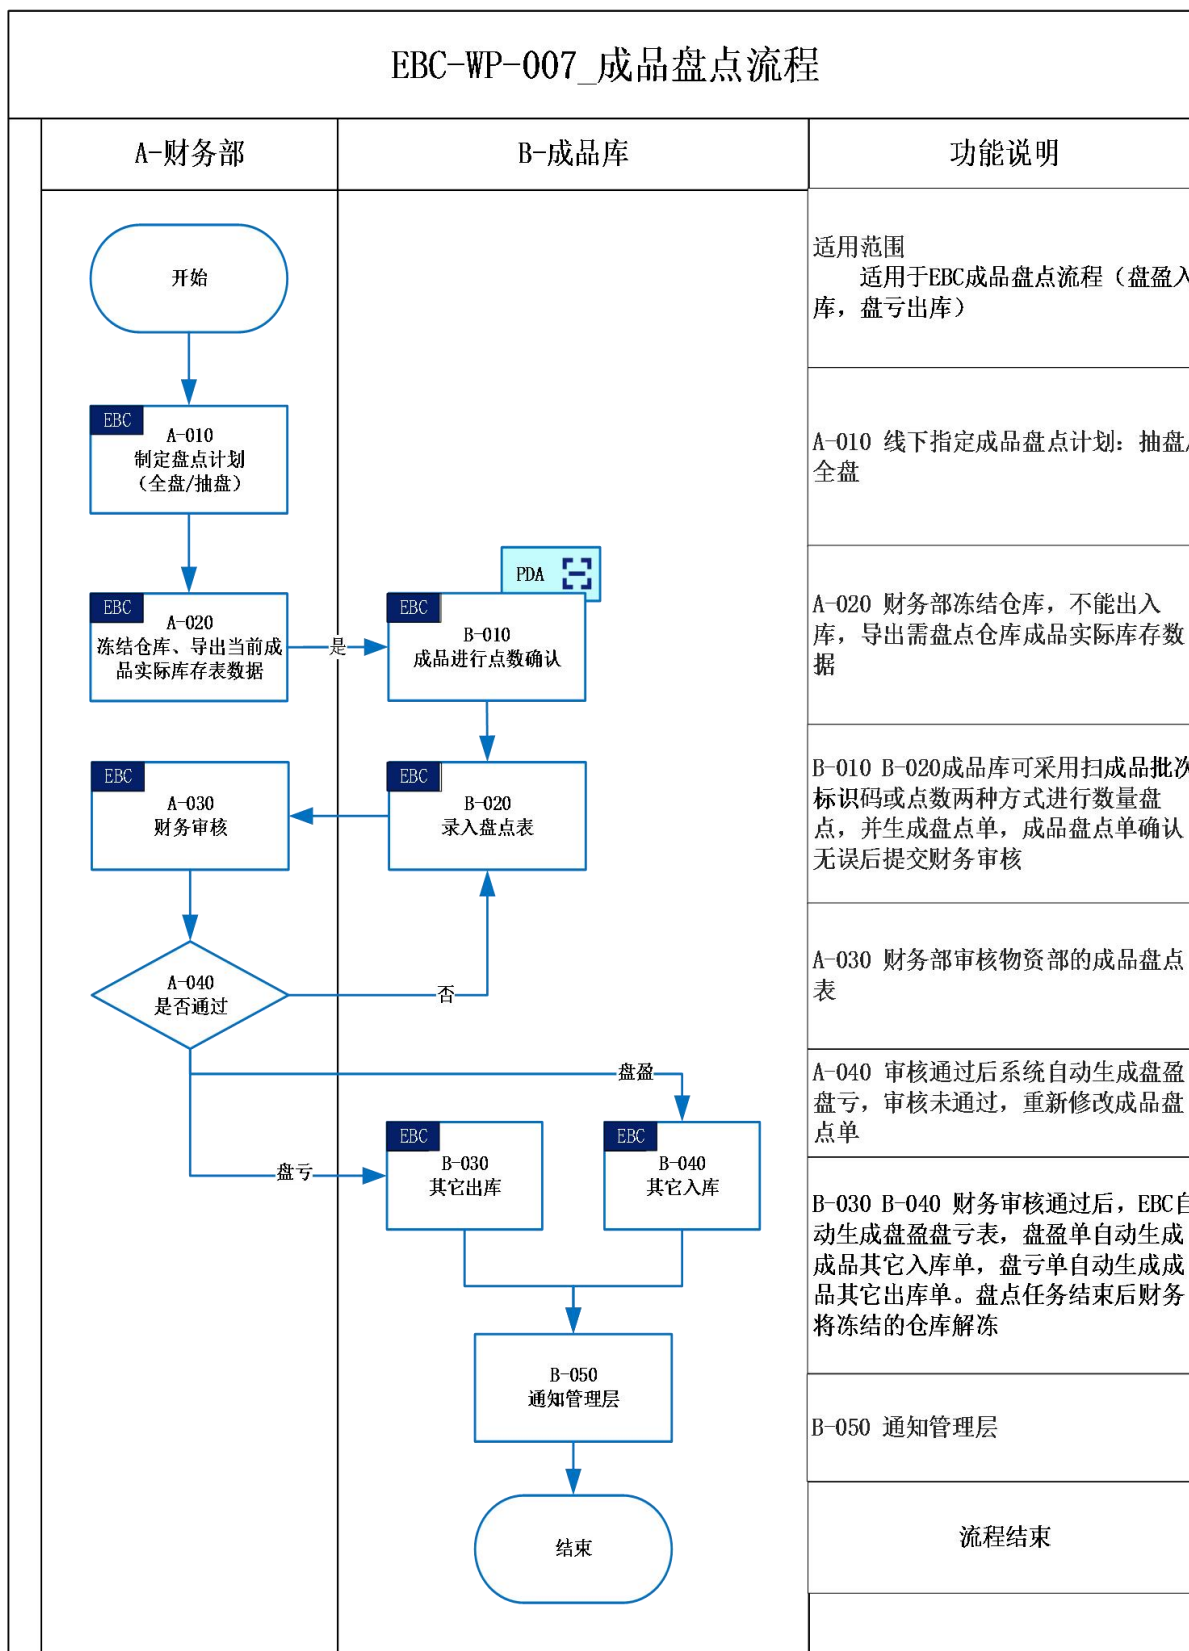 EBC-WP-007_成品盘点流程
A-财务部
B-成品库
功能说明
开始
适用范围
适用于EBC成品盘点流程（盘盈入
库，盘亏出库）
EBC
A-010
制定盘点计划
（全盘/抽盘）
A-010 线下指定成品盘点计划：抽盘/
全盘
PDA
EBC
A-020
冻结仓库、导出当前成
品实际库存表数据
是
EBC
B-010
成品进行点数确认
A-020 财务部冻结仓库，不能出入
库，导出需盘点仓库成品实际库存数
据
EBC
A-030
财务审核
EBC
B-020
录入盘点表
B-010 B-020成品库可采用扫成品批次
标识码或点数两种方式进行数量盘
点，并生成盘点单，成品盘点单确认
无误后提交财务审核
A-040
是否通过
否
A-030 财务部审核物资部的成品盘点
表
盘盈
A-040 审核通过后系统自动生成盘盈
盘亏，审核未通过，重新修改成品盘
点单
盘亏
EBC
B-030
其它出库
EBC
B-040
其它入库
B-030 B-040 财务审核通过后，EBC自
动生成盘盈盘亏表，盘盈单自动生成
成品其它入库单，盘亏单自动生成成
品其它出库单。盘点任务结束后财务
将冻结的仓库解冻
B-050
通知管理层
B-050 通知管理层
结束
流程结束